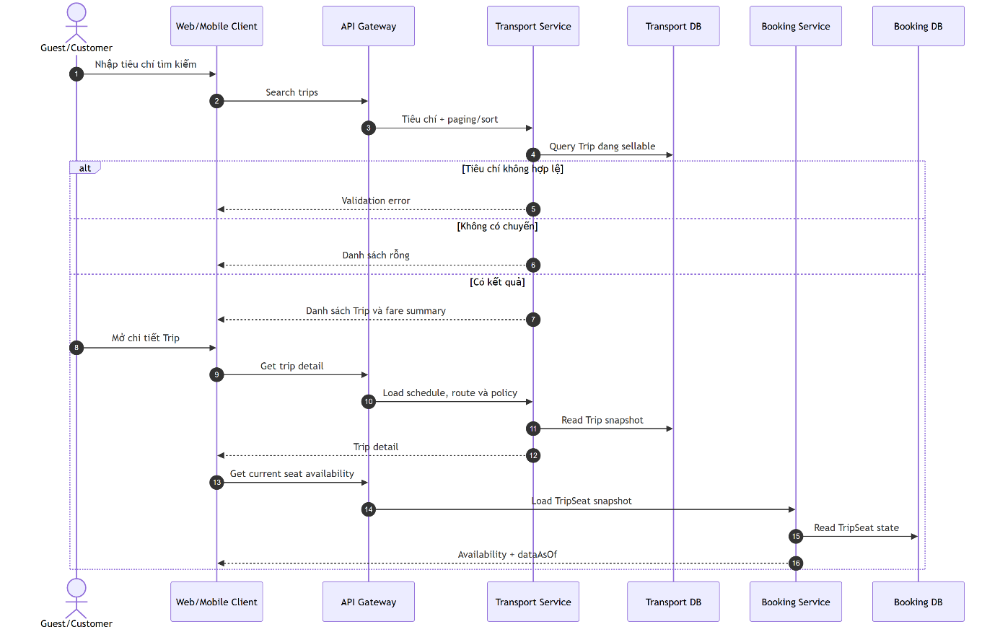 Guest/Customer
Web/Mobile Client
API Gateway
Transport Service
Transport DB
Booking Service
Booking DB
Nhập tiêu chí tìm kiếm
1
Search trips
2
Tiêu chí + paging/sort
3
Query Trip đang sellable
4
alt
[Tiêu chí không hợp lệ]
Validation error
5
[Không có chuyến]
Danh sách rỗng
6
[Có kết quả]
Danh sách Trip và fare summary
7
Mở chi tiết Trip
8
Get trip detail
9
Load schedule, route và policy
10
Read Trip snapshot
11
Trip detail
12
Get current seat availability
13
Load TripSeat snapshot
14
Read TripSeat state
15
Availability + dataAsOf
16
Guest/Customer
Web/Mobile Client
API Gateway
Transport Service
Transport DB
Booking Service
Booking DB